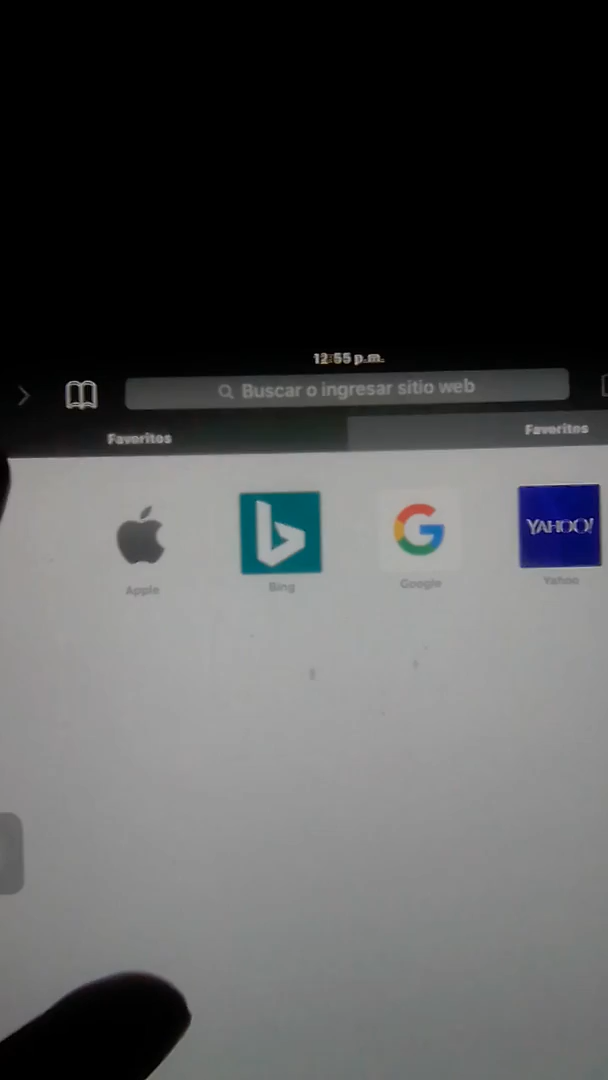 12:55 p.m.
Buscar o ingresar sitio web
Favoritos
Favoritos
YAHOO!
Apple
Bing
Google
Yahoo